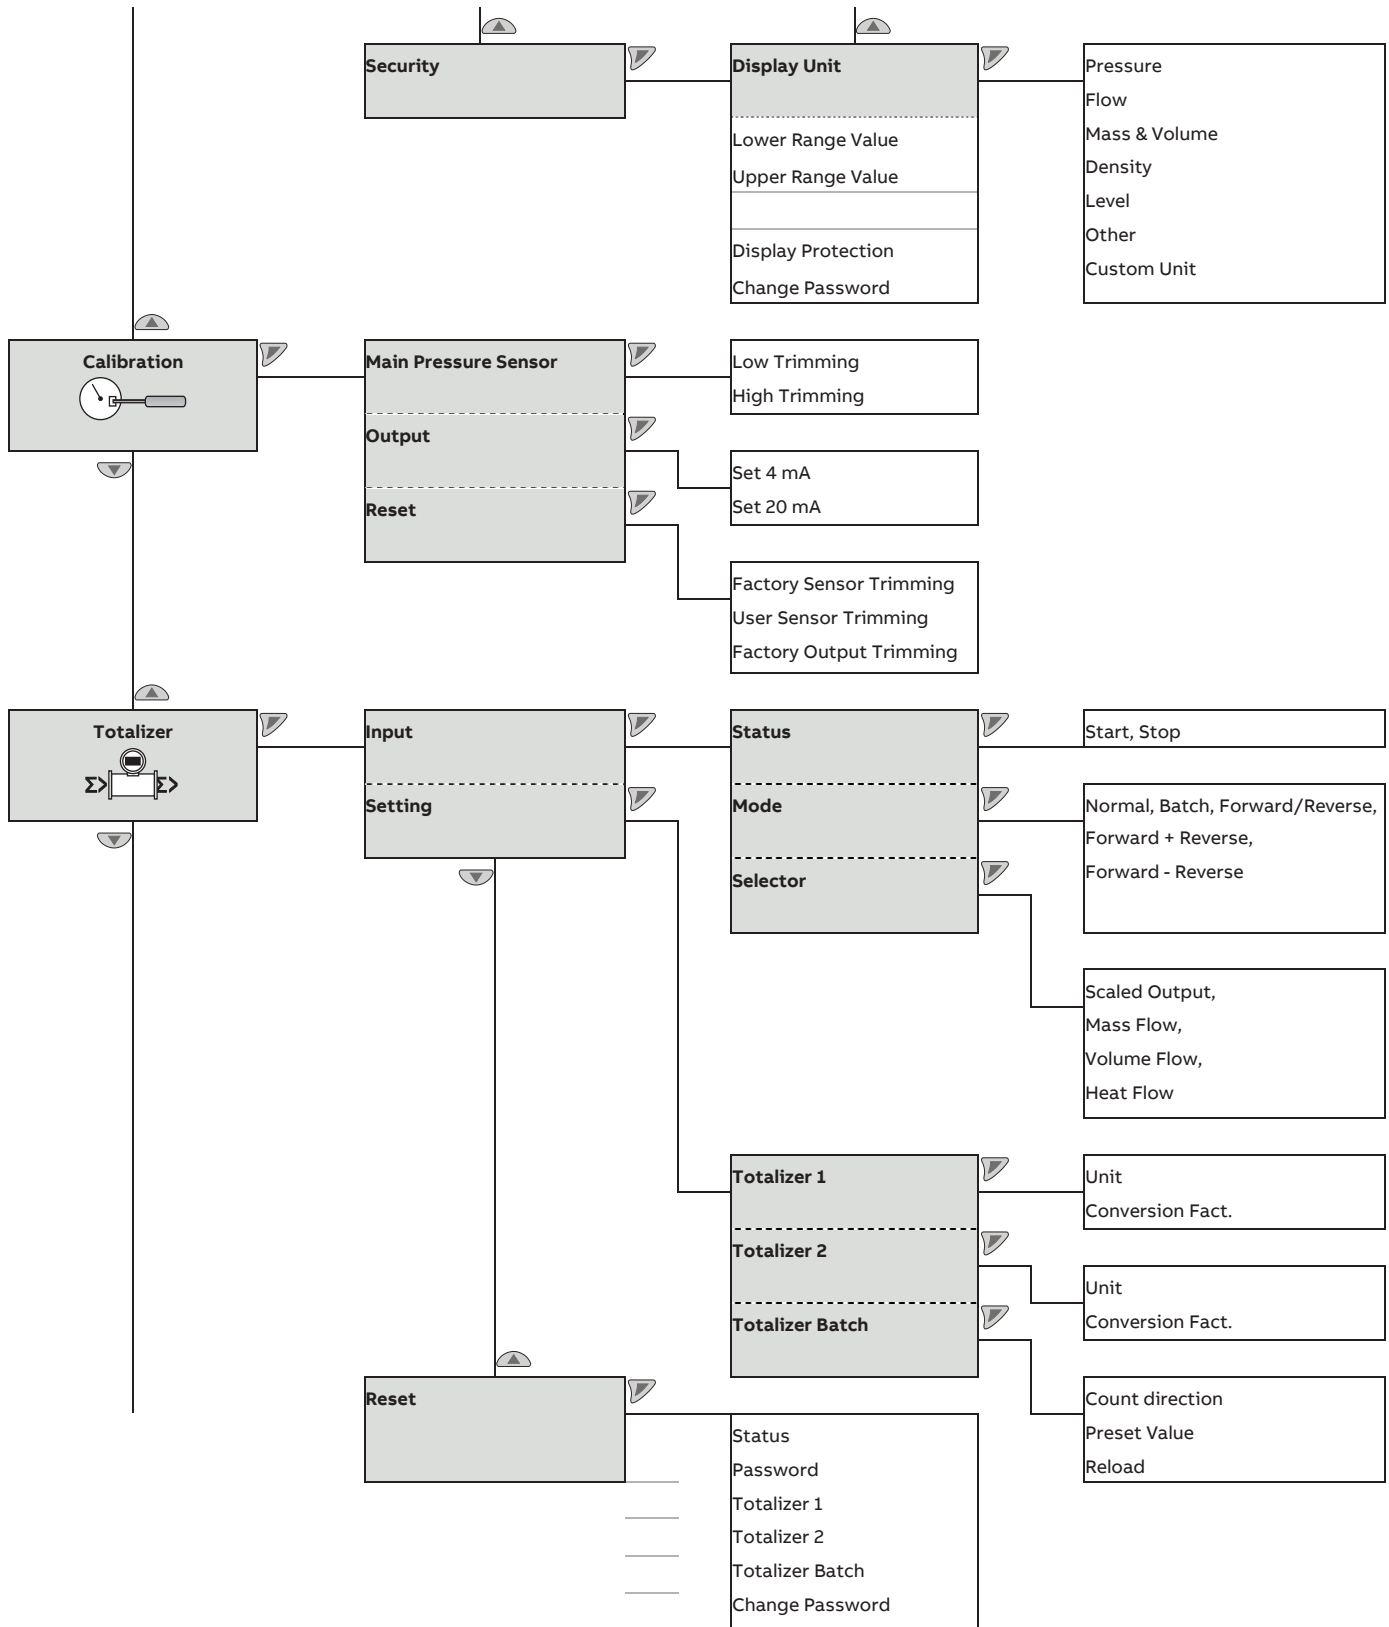 Security
Display Unit
Lower Range Value
Upper Range Value
Display Protection
Change Password
Pressure
Flow
Mass & Volume
Density
Level
Other
Custom Unit
Calibration
Main Pressure Sensor
Output
Reset
Low Trimming
High Trimming
Set 4 mA
Set 20 mA
Factory Sensor Trimming
User Sensor Trimming
Factory Output Trimming
Totalizer
Σ> Σ>
Input
Setting
Status
Mode
Selector
Start, Stop
Normal, Batch, Forward/Reverse,
Forward + Reverse,
Forward - Reverse
Scaled Output,
Mass Flow,
Volume Flow,
Heat Flow
Totalizer 1
Totalizer 2
Totalizer Batch
Unit
Conversion Fact.
Unit
Conversion Fact.
Count direction
Preset Value
Reload
Reset
Status
Password
Totalizer 1
Totalizer 2
Totalizer Batch
Change Password